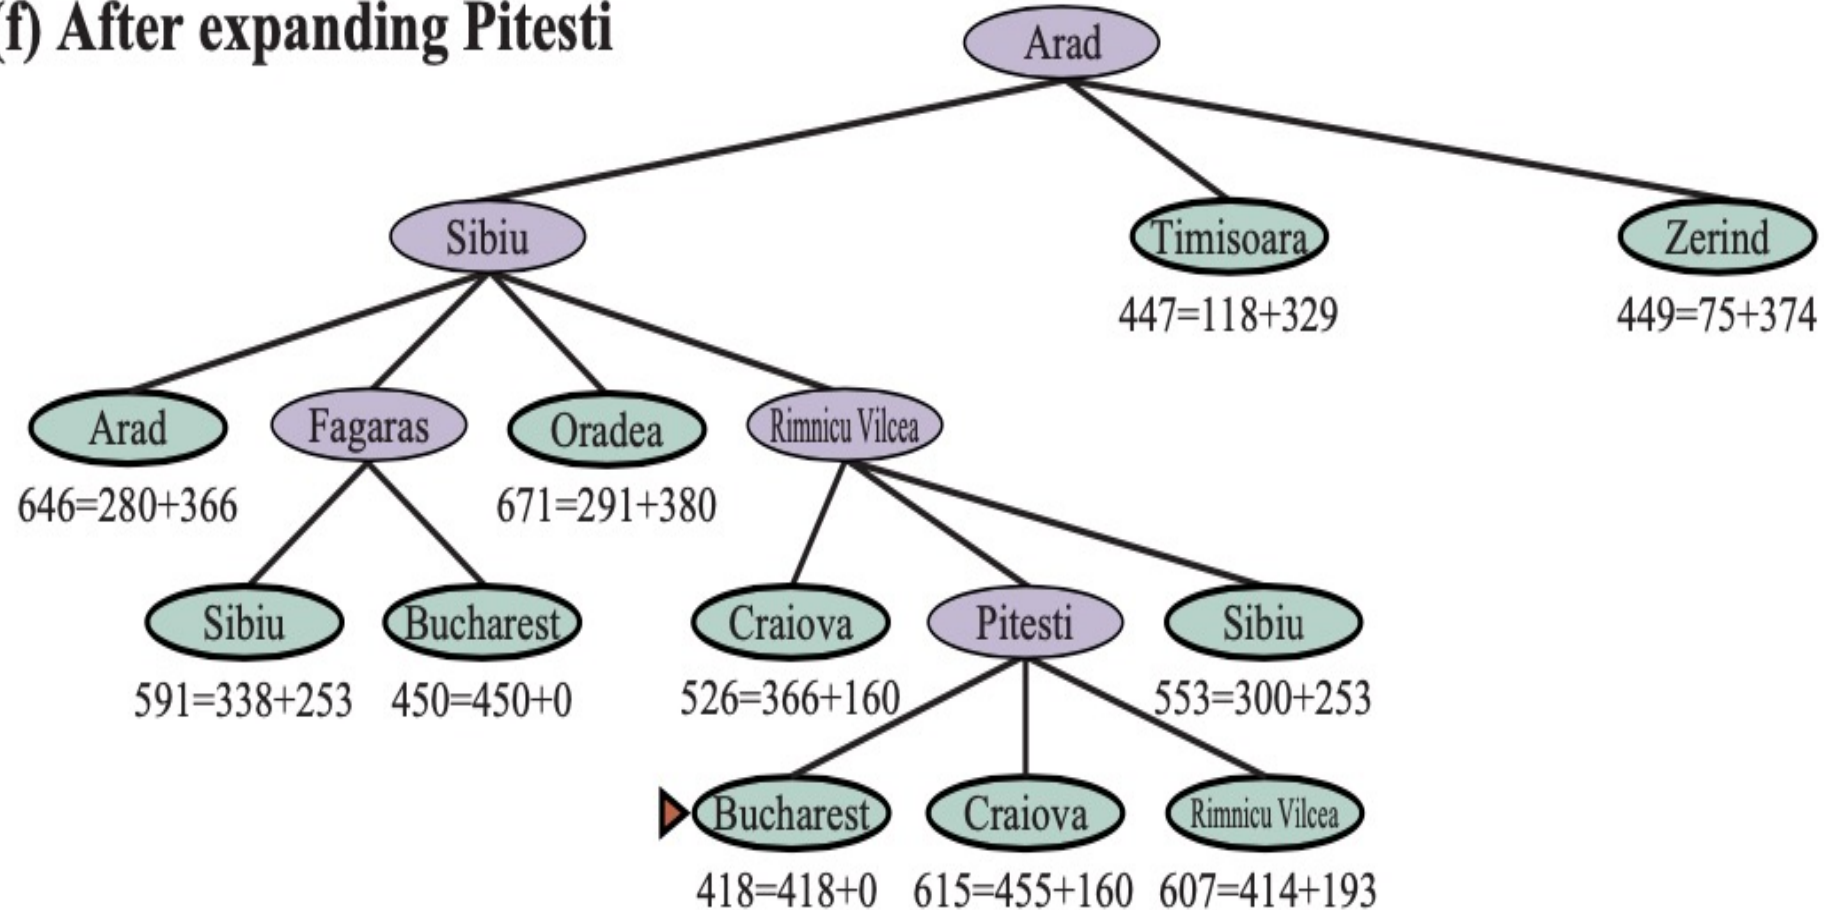 (f) After expanding Pitesti
Arad
Sibiu
Timisoara
Zerind
447=118+329
449=75+374
Arad
Fagaras
Oradea
Rimnicu Vilcea
646=280+366
671=291+380
Sibiu
Bucharest
Craiova
Pitesti
Sibiu
591=338+253
450=450+0
526=366+160
553=300+253
Bucharest
Craiova
Rimnicu Vilcea
418=418+0
615=455+160
607=414+193